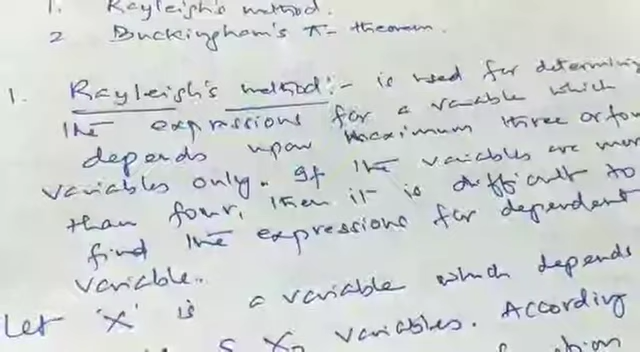 1. Rayleigh's method.
2 Buckingham's π- theorem.
1. Rayleigh's method:- is used for determining
the expressions for a variable which
depends upon maximum three or four
variables only. If the variables are more
than four, then it is difficult to
find the expressions for dependent
variable.
Let 'X' is a variable which depends
X₃ variables. According